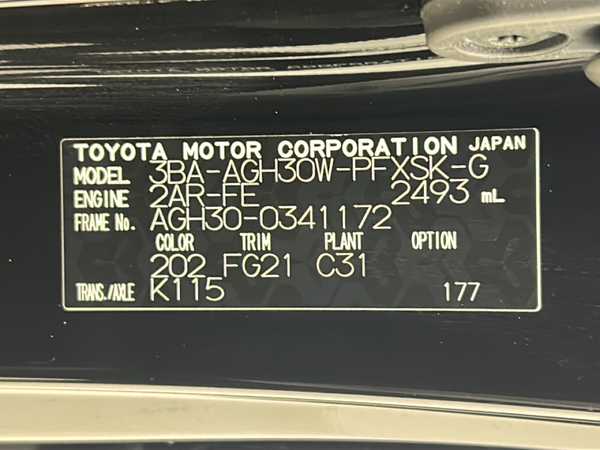 TOYOTA MOTOR CORPORATION JAPAN
MODEL 3BA-AGH30W-PFXSK-G
ENGINE 2AR-FE 2493 mL
FRAME No. AGH30-0341172
COLOR TRIM PLANT OPTION
202 FG21 C31
TRANS./AXLE K115 177